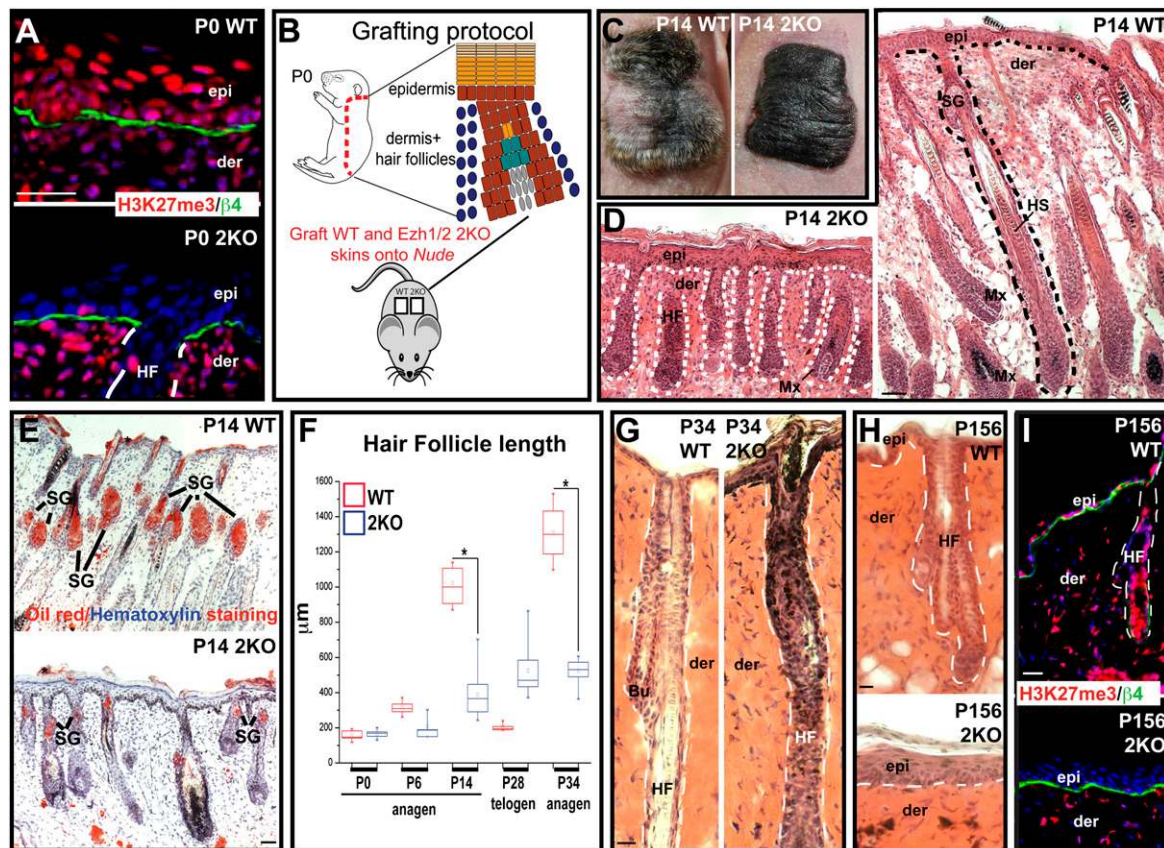 A
P0 WT
epi
der
H3K27me3/β4
P0 2KO
epi
HF
der
B
Grafting protocol
P0
epidermis
dermis+
hair follicles
Graft WT and Ezh1/2 2KO
skins onto Nude
WT 2KO
C
P14 WT
P14 2KO
P14 WT
epi
der
SG
HS
Mx
Mx
D
P14 2KO
epi
der
HF
Mx
E
P14 WT
SG
SG
SG
Oil red/Hematoxylin staining
P14 2KO
SG
SG
F
Hair Follicle length
WT
2KO
μm
1600
1400
1200
1000
800
600
400
200
0
*
*
P0
P6
P14
P28
P34
anagen
telogen
anagen
G
P34
WT
P34
2KO
der
der
Bu
HF
HF
H
epi
P156
WT
der
HF
P156
2KO
epi
der
I
P156
WT
epi
HF
der
H3K27me3/β4
P156
2KO
epi
der